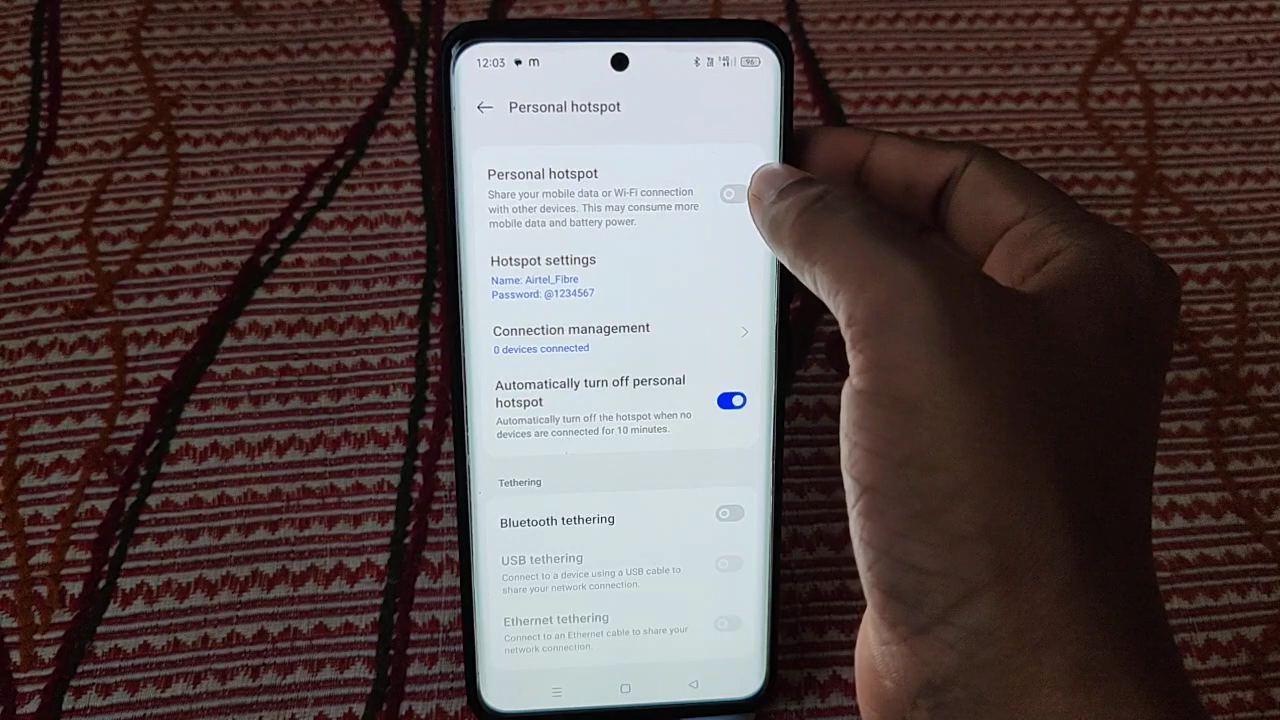 12:03 m 96
Personal hotspot
Personal hotspot
Share your mobile data or Wi-Fi connection
with other devices. This may consume more
mobile data and battery power.
Hotspot settings
Name: Airtel_Fibre
Password: @1234567
Connection management
0 devices connected
Automatically turn off personal
hotspot
Automatically turn off the hotspot when no
devices are connected for 10 minutes.
Tethering
Bluetooth tethering
USB tethering
Connect to a device using a USB cable to
share your network connection.
Ethernet tethering
Connect to an Ethernet cable to share your
network connection.